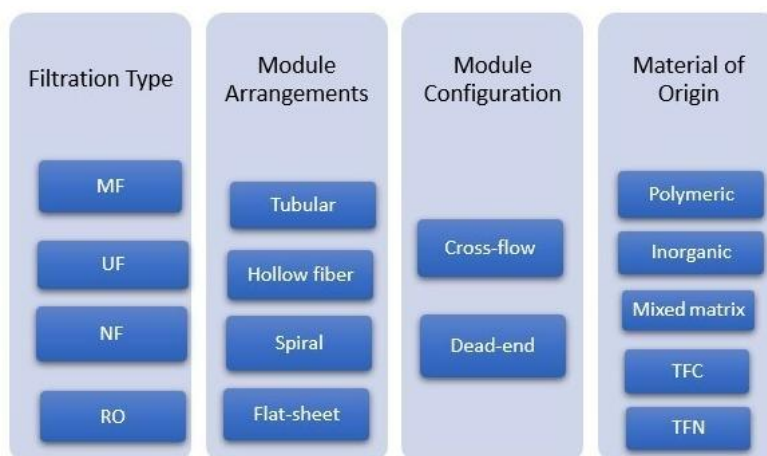 Filtration Type
MF
UF
NF
RO
Module
Arrangements
Tubular
Hollow fiber
Spiral
Flat-sheet
Module
Configuration
Cross-flow
Dead-end
Material of
Origin
Polymeric
Inorganic
Mixed matrix
TFC
TFN